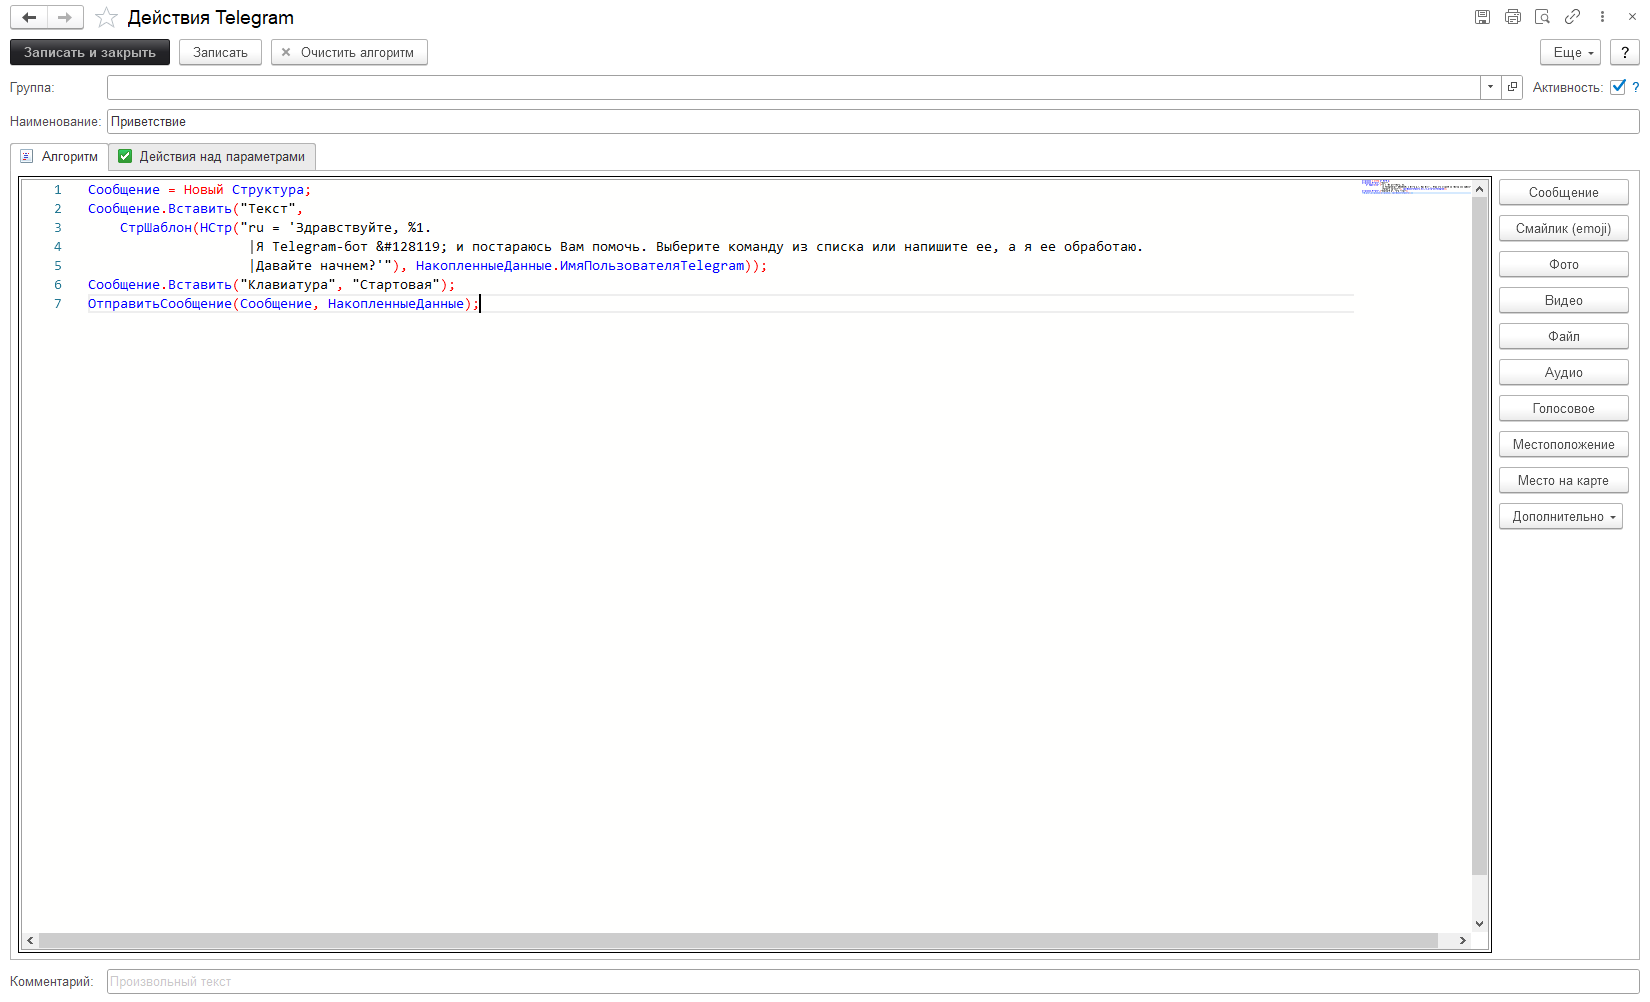 Действия Telegram
Записать и закрыть
Записать
Очистить алгоритм
Еще
?
Группа:
Активность:
?
Наименование:
Приветствие
Алгоритм
Действия над параметрами
1 Сообщение = Новый Структура;
2 Сообщение.Вставить("Текст",
3 СтрШаблон(НСтр("ru = 'Здравствуйте, %1.
4 |Я Telegram-бот &#128119; и постараюсь Вам помочь. Выберите команду из списка или напишите ее, а я ее обработаю.
5 |Давайте начнем?'"), НакопленныеДанные.ИмяПользователяTelegram));
6 Сообщение.Вставить("Клавиатура", "Стартовая");
7 ОтправитьСообщение(Сообщение, НакопленныеДанные);
Сообщение
Смайлик (emoji)
Фото
Видео
Файл
Аудио
Голосовое
Местоположение
Место на карте
Дополнительно
Комментарий:
Произвольный текст